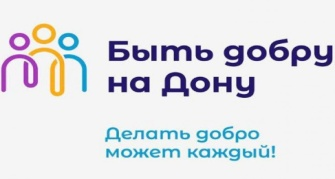 Быть добру
на Дону
Делать добро
может каждый!